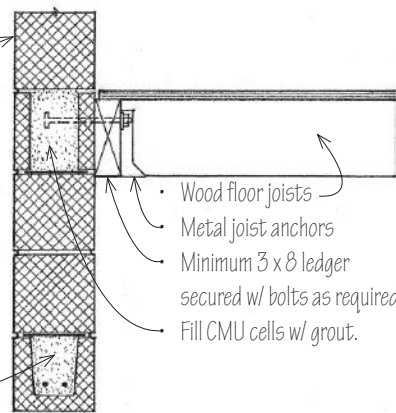 • Wood floor joists
• Metal joist anchors
• Minimum 3 x 8 ledger
secured w/ bolts as required
• Fill CMU cells w/ grout.